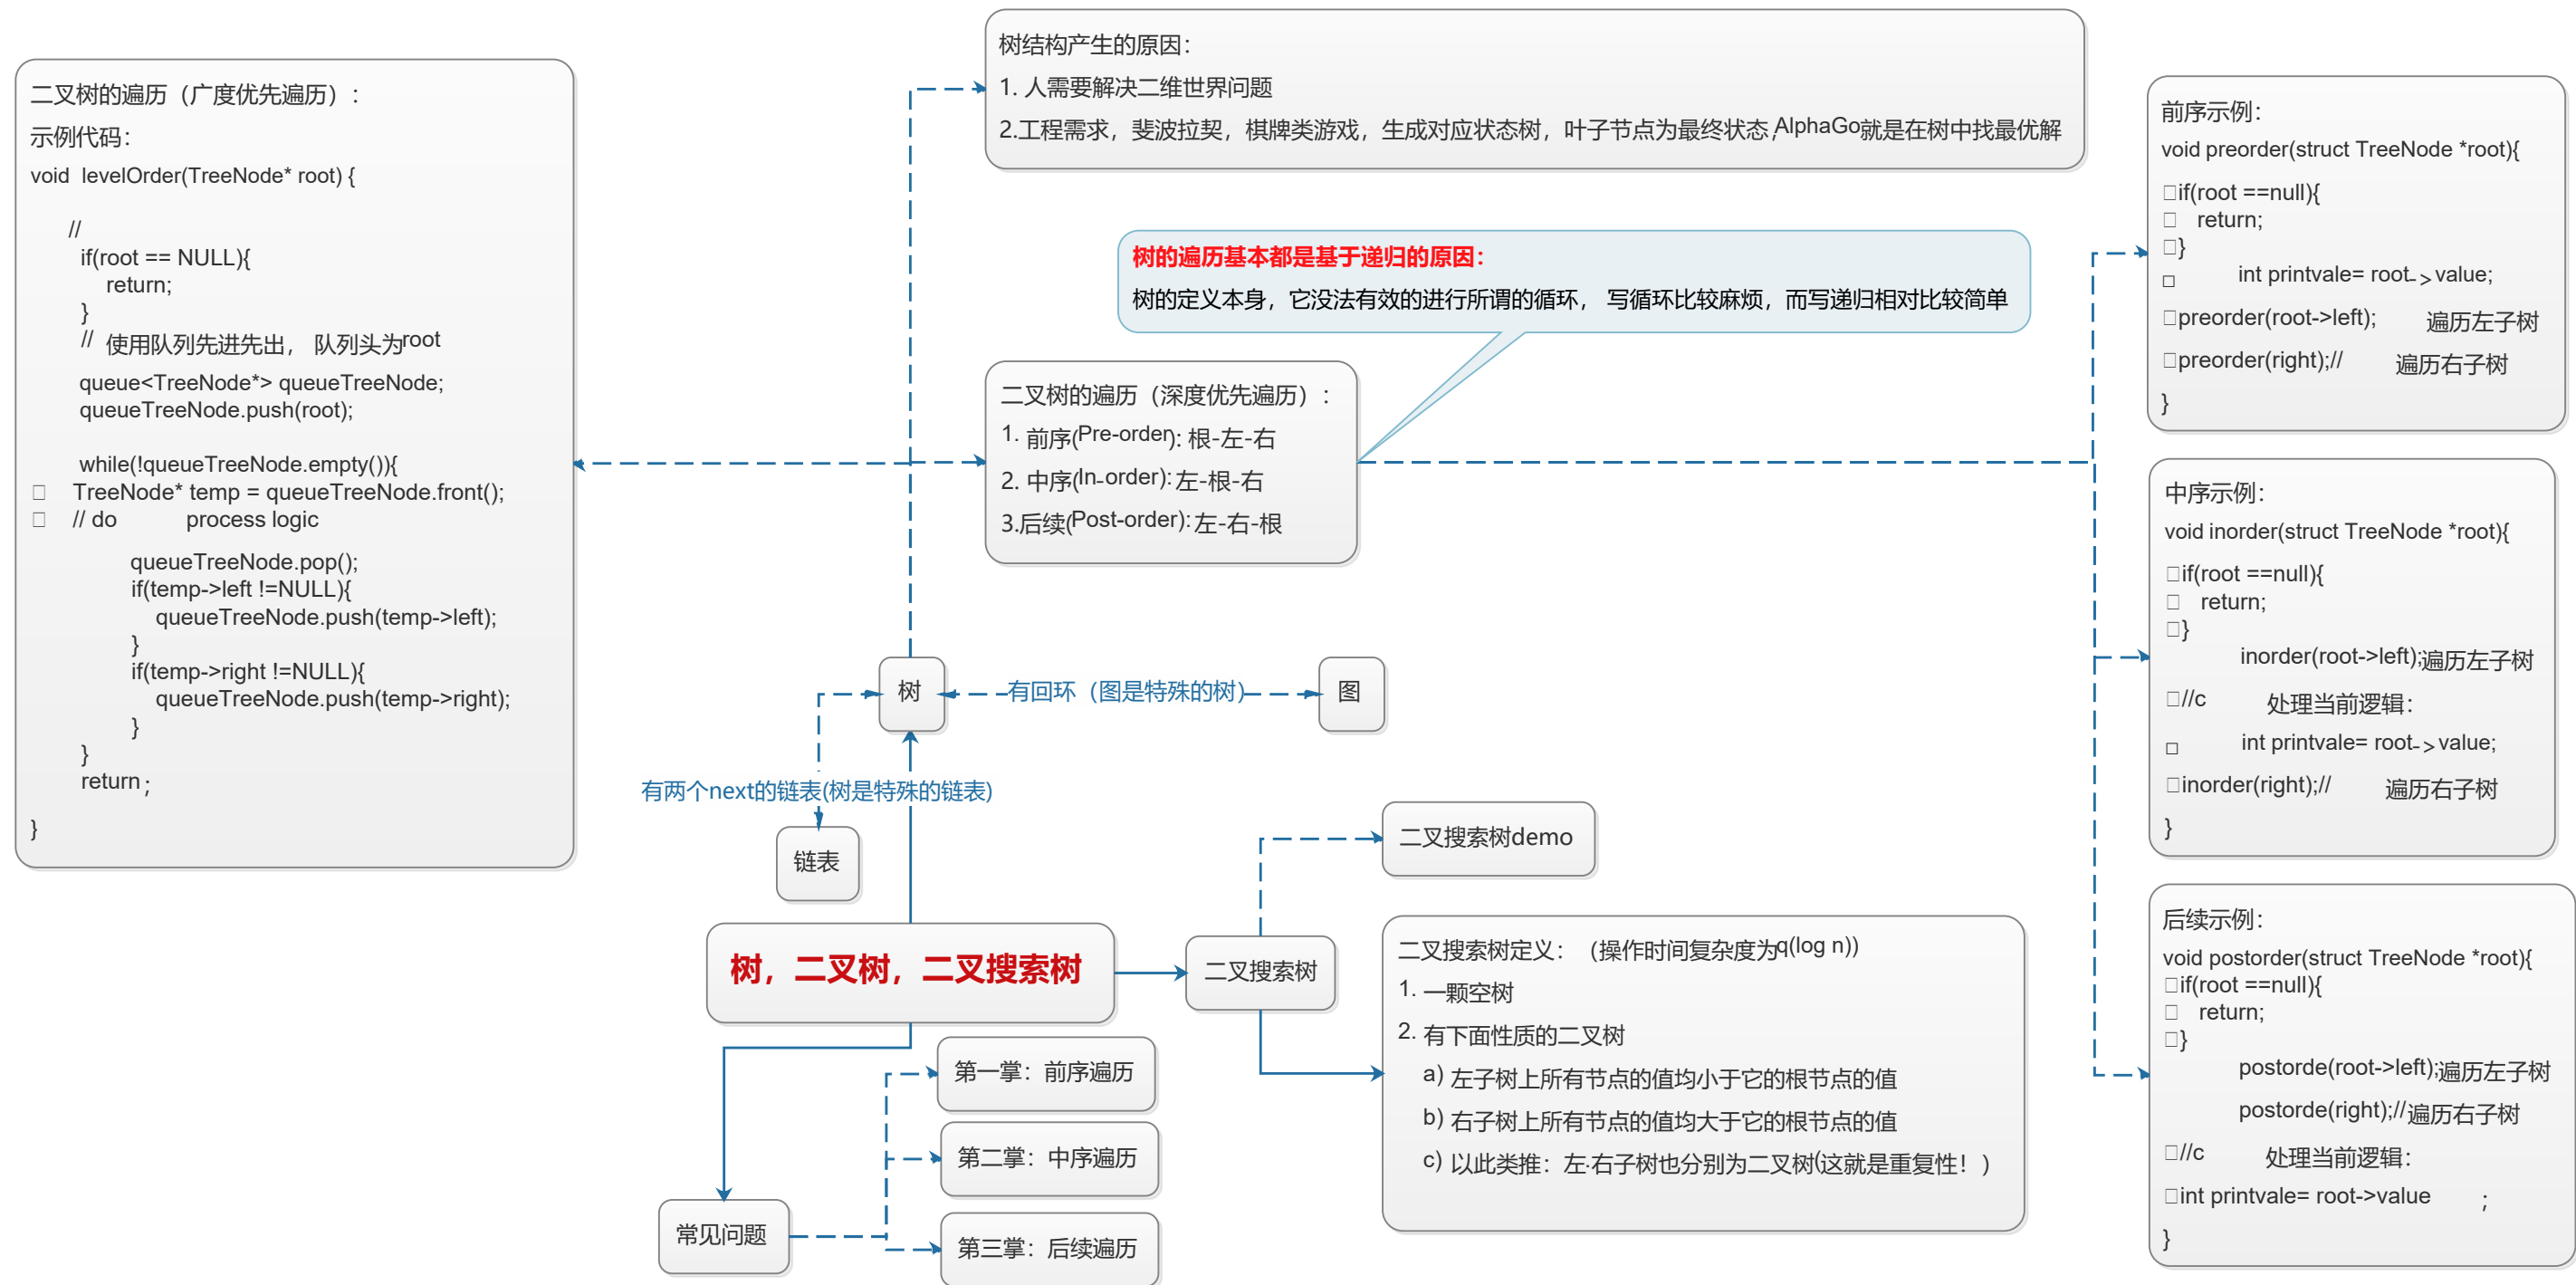 树结构产生的原因：
1. 人需要解决二维世界问题
2.工程需求，斐波拉契，棋牌类游戏，生成对应状态树，叶子节点为最终状态，AlphaGo就是在树中找最优解
二叉树的遍历（广度优先遍历）：
示例代码：
void  levelOrder(TreeNode* root) {
//
if(root == NULL){
return;
}
// 使用队列先进先出， 队列头为root
queue<TreeNode*> queueTreeNode;
queueTreeNode.push(root);
while(!queueTreeNode.empty()){
TreeNode* temp = queueTreeNode.front();
// do process logic
queueTreeNode.pop();
if(temp->left !=NULL){
queueTreeNode.push(temp->left);
}
if(temp->right !=NULL){
queueTreeNode.push(temp->right);
}
}
return ;
}
树的遍历基本都是基于递归的原因：
树的定义本身，它没法有效的进行所谓的循环， 写循环比较麻烦，而写递归相对比较简单
二叉树的遍历（深度优先遍历）：
1. 前序(Pre-order): 根-左-右
2. 中序(In-order): 左-根-右
3.后续(Post-order): 左-右-根
前序示例：
void preorder(struct TreeNode *root){
if(root ==null){
return;
}
int printvale= root->value;
preorder(root->left); 遍历左子树
preorder(right);// 遍历右子树
}
中序示例：
void inorder(struct TreeNode *root){
if(root ==null){
return;
}
inorder(root->left);遍历左子树
//c 处理当前逻辑：
int printvale= root->value;
inorder(right);// 遍历右子树
}
后续示例：
void postorder(struct TreeNode *root){
if(root ==null){
return;
}
postorde(root->left);遍历左子树
postorde(right);//遍历右子树
//c 处理当前逻辑：
int printvale= root->value ;
}
树
有回环（图是特殊的树）
图
有两个next的链表(树是特殊的链表)
链表
树，二叉树，二叉搜索树
二叉搜索树
二叉搜索树demo
二叉搜索树定义：（操作时间复杂度为q(log n)）
1. 一颗空树
2. 有下面性质的二叉树
a) 左子树上所有节点的值均小于它的根节点的值
b) 右子树上所有节点的值均大于它的根节点的值
c) 以此类推：左·右子树也分别为二叉树(这就是重复性！)
常见问题
第一掌：前序遍历
第二掌：中序遍历
第三掌：后续遍历